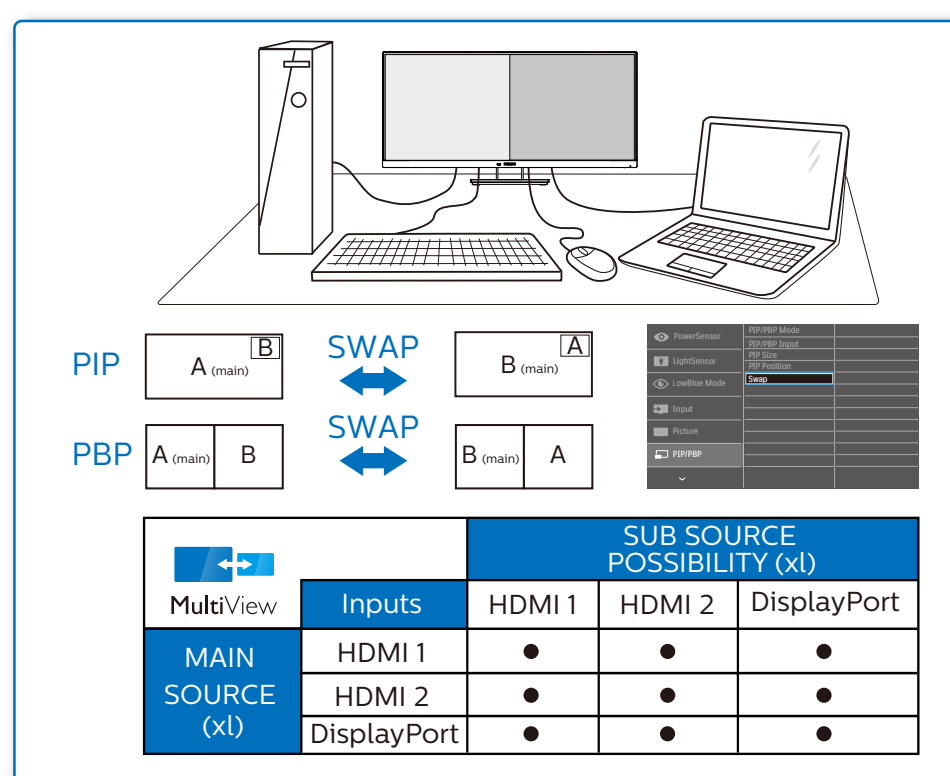 PHILIPS
PIP
A (main)
B
SWAP
B (main)
A
PBP
A (main)
B
SWAP
B (main)
A
PowerSensor
LightSensor
LowBlue Mode
Input
Picture
PIP/PBP
PIP/PBP Mode
PIP/PBP Input
PIP Size
PIP Position
Swap
MultiView
SUB SOURCE
POSSIBILITY (xl)
Inputs
HDMI 1
HDMI 2
DisplayPort
MAIN
SOURCE
(xl)
HDMI 1
● ● ●
HDMI 2
● ● ●
DisplayPort
● ● ●